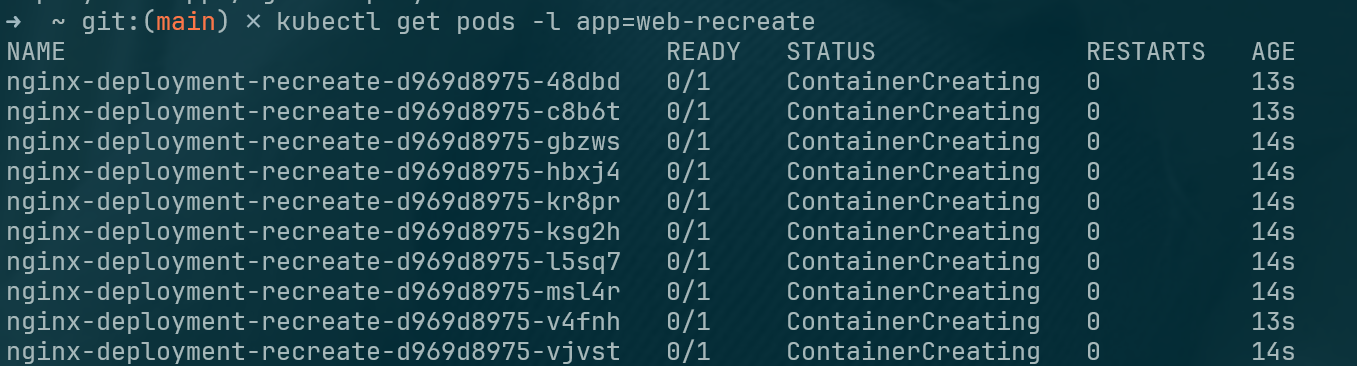 ➜  ~ git:(main) × kubectl get pods -l app=web-recreate
NAME                                        READY   STATUS              RESTARTS   AGE
nginx-deployment-recreate-d969d8975-48dbd   0/1     ContainerCreating   0          13s
nginx-deployment-recreate-d969d8975-c8b6t   0/1     ContainerCreating   0          13s
nginx-deployment-recreate-d969d8975-gbzws   0/1     ContainerCreating   0          14s
nginx-deployment-recreate-d969d8975-hbxj4   0/1     ContainerCreating   0          14s
nginx-deployment-recreate-d969d8975-kr8pr   0/1     ContainerCreating   0          14s
nginx-deployment-recreate-d969d8975-ksg2h   0/1     ContainerCreating   0          14s
nginx-deployment-recreate-d969d8975-l5sq7   0/1     ContainerCreating   0          14s
nginx-deployment-recreate-d969d8975-msl4r   0/1     ContainerCreating   0          14s
nginx-deployment-recreate-d969d8975-v4fnh   0/1     ContainerCreating   0          13s
nginx-deployment-recreate-d969d8975-vjvst   0/1     ContainerCreating   0          14s